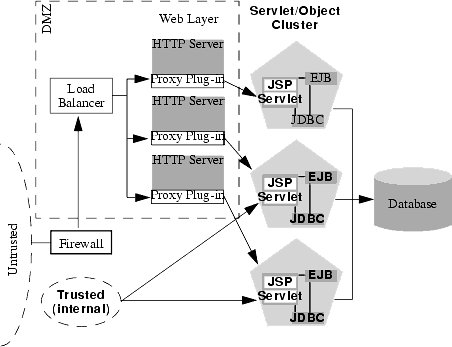 DMZ
Web Layer
Servlet/Object
Cluster
HTTP Server
Proxy Plug-in
HTTP Server
Proxy Plug-in
HTTP Server
Proxy Plug-in
Load
Balancer
JSP
Servlet
EJB
JDBC
JSP
Servlet
EJB
JDBC
JSP
Servlet
EJB
JDBC
Database
Untrusted
Firewall
Trusted
(internal)